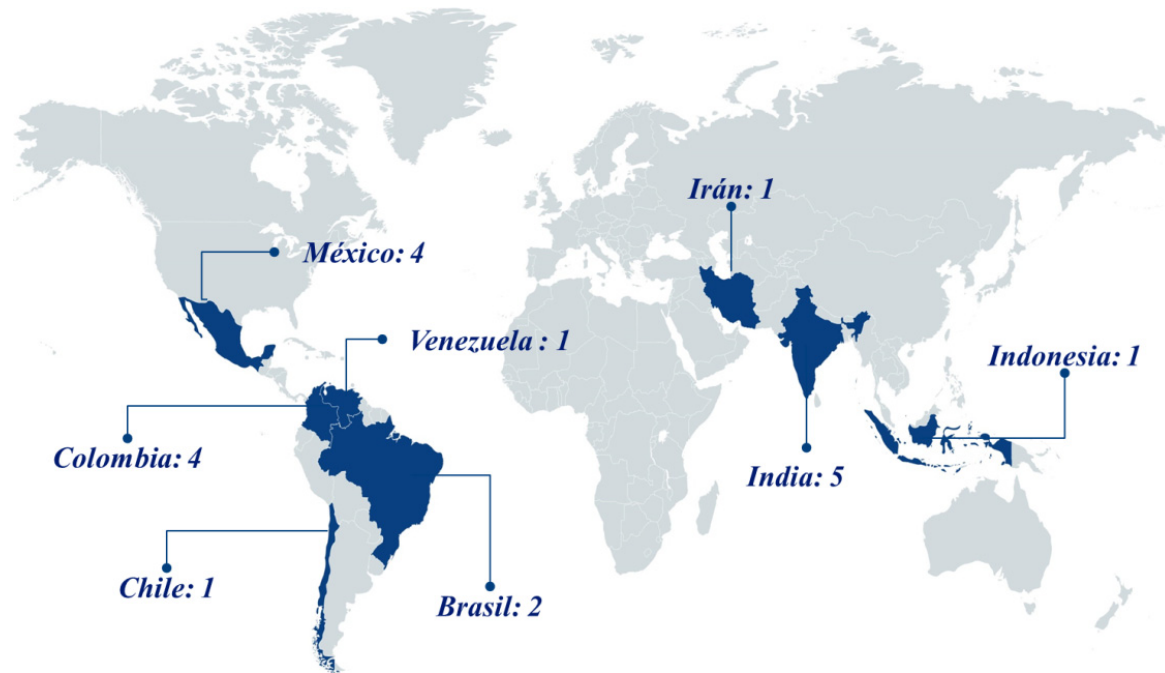 Irán: 1
México: 4
Venezuela : 1
Indonesia: 1
Colombia: 4
India: 5
Chile: 1
Brasil: 2